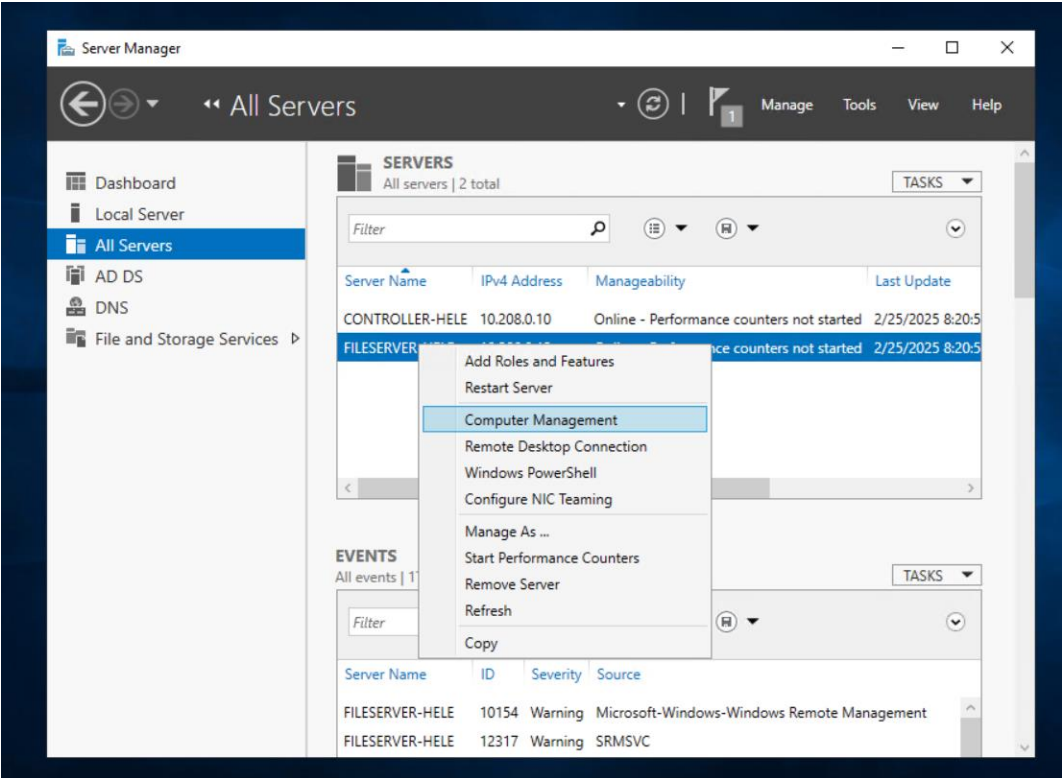 Server Manager
All Servers
1
Manage Tools View Help
Dashboard
Local Server
All Servers
AD DS
DNS
File and Storage Services
SERVERS
All servers | 2 total
TASKS
Filter
Server Name IPv4 Address Manageability Last Update
CONTROLLER-HELE 10.208.0.10 Online - Performance counters not started 2/25/2025 8:20:5
FILESERVER counters not started 2/25/2025 8:20:5
Add Roles and Features
Restart Server
Computer Management
Remote Desktop Connection
Windows PowerShell
Configure NIC Teaming
Manage As ...
Start Performance Counters
Remove Server
Refresh
Copy
EVENTS
All events |
TASKS
Filter
Server Name ID Severity Source
FILESERVER-HELE 10154 Warning Microsoft-Windows-Windows Remote Management
FILESERVER-HELE 12317 Warning SRMSVC